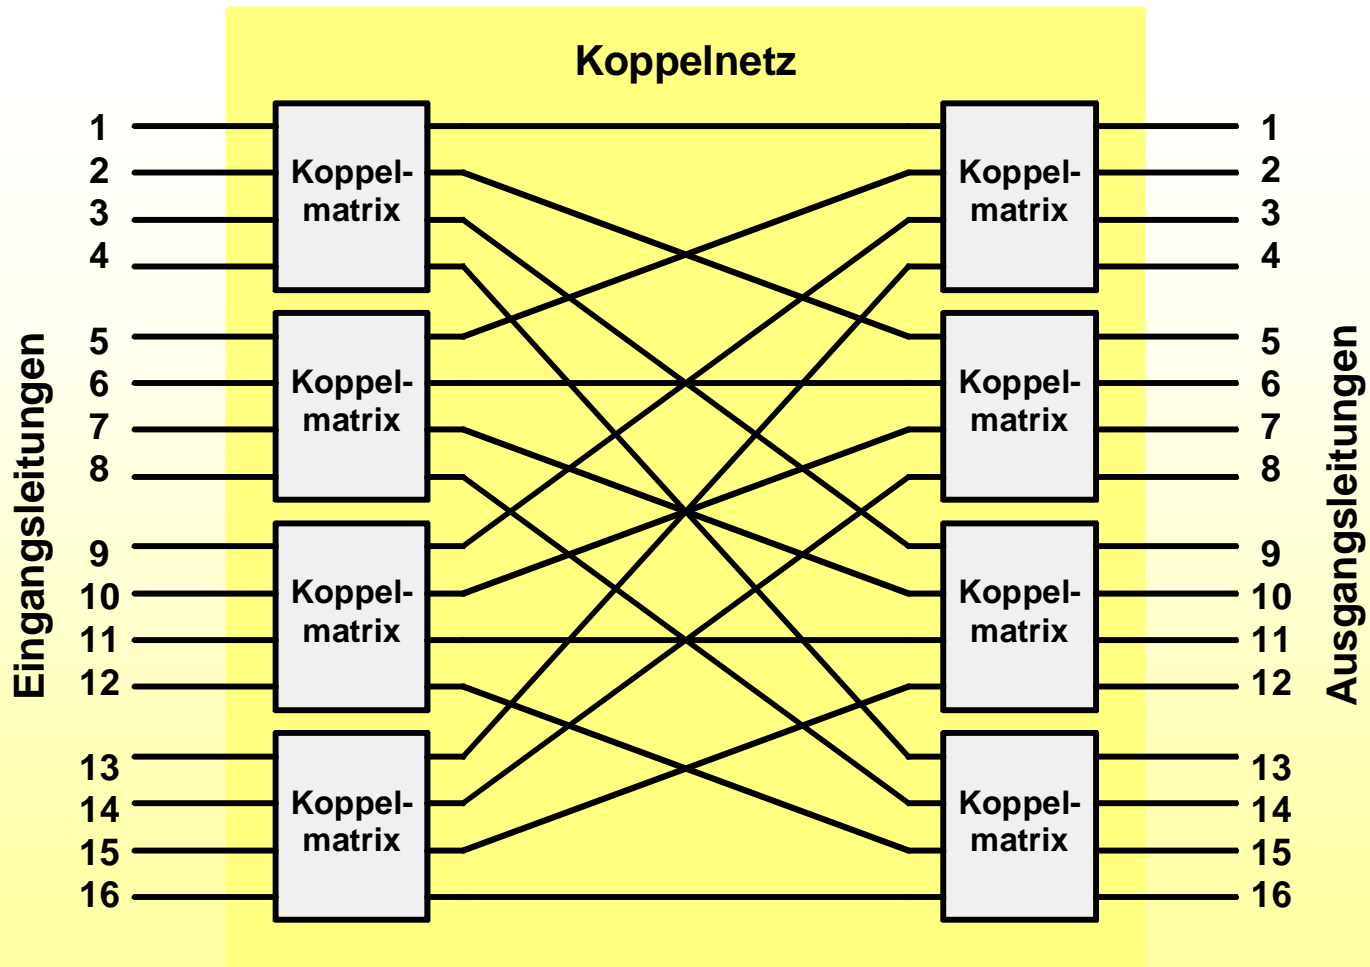 Koppelnetz
Eingangsleitungen
1
2
3
4
5
6
7
8
9
10
11
12
13
14
15
16
Koppel-
matrix
Koppel-
matrix
Koppel-
matrix
Koppel-
matrix
Koppel-
matrix
Koppel-
matrix
Koppel-
matrix
Koppel-
matrix
1
2
3
4
5
6
7
8
9
10
11
12
13
14
15
16
Ausgangsleitungen